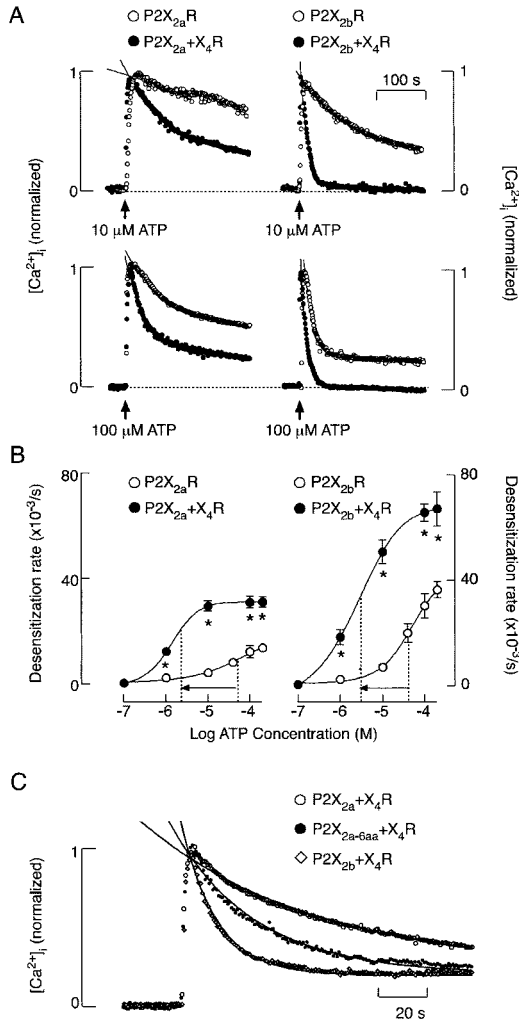 A
P2X2aR
P2X2a+X4R
P2X2bR
P2X2b+X4R
100 s
1
0
1
0
[Ca2+]i (normalized)
[Ca2+]i (normalized)
10 µM ATP
10 µM ATP
1
0
1
0
100 µM ATP
100 µM ATP
B
P2X2aR
P2X2a+X4R
P2X2bR
P2X2b+X4R
80
40
0
80
40
0
Desensitization rate (x10-3/s)
Desensitization rate (x10-3/s)
* * * *
* * * *
-7 -6 -5 -4
-7 -6 -5 -4
Log ATP Concentration (M)
C
P2X2a+X4R
P2X2a-6aa+X4R
P2X2b+X4R
1
0
[Ca2+]i (normalized)
20 s